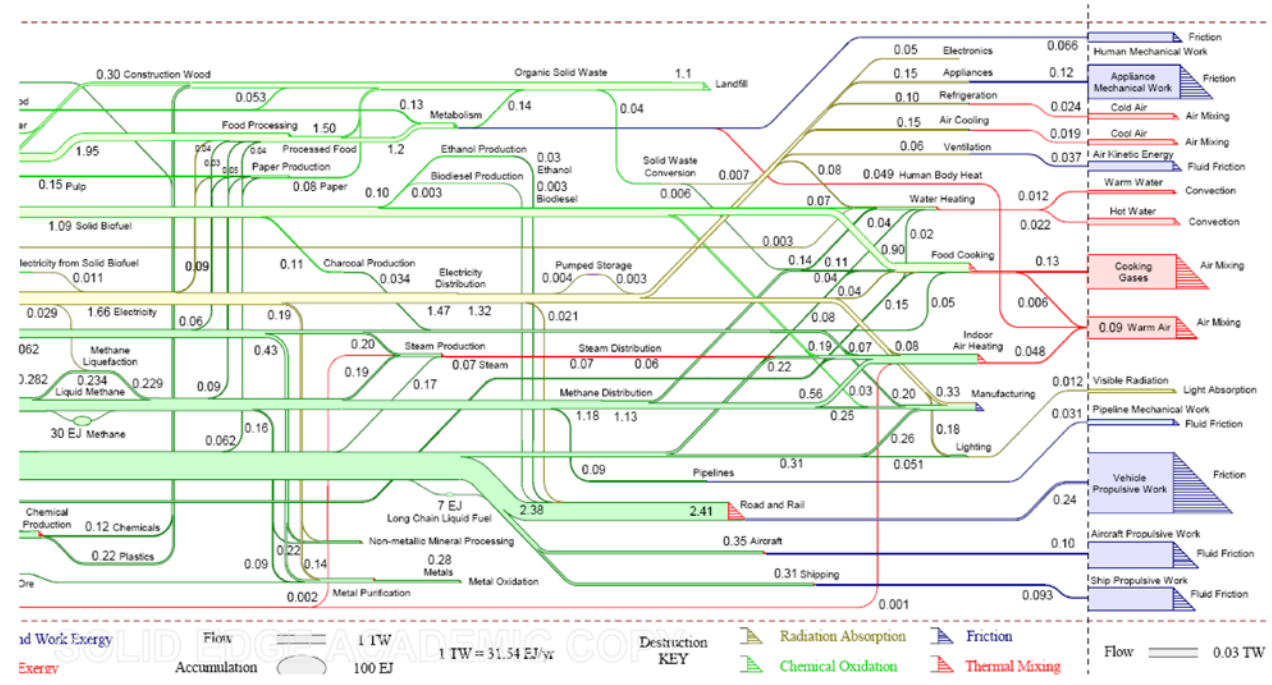 0.066
Friction
Human Mechanical Work
0.05
Electronics
0.30 Construction Wood
Organic Solid Waste
1.1
Landfill
0.15
Appliances
0.12
Appliance
Mechanical Work
Friction
0.053
0.13
0.14
0.04
0.10
Refrigeration
0.024
Cold Air
Air Mixing
Metabolism
Food Processing
1.50
0.15
Air Cooling
0.019
Cool Air
Air Mixing
1.95
0.04
0.03
0.05
0.04
Processed Food
1.2
Ethanol Production
0.03
Ethanol
0.06
Ventilation
0.037
Air Kinetic Energy
Fluid Friction
Paper Production
Solid Waste
Conversion
0.007
0.08
0.049 Human Body Heat
0.15 Pulp
0.08 Paper
0.10
Biodiesel Production
0.003
0.003
Biodiesel
0.006
0.07
Water Heating
0.012
Warm Water
Convection
1.09 Solid Biofuel
0.04
0.02
0.022
Hot Water
Convection
0.003
0.90
lectricity from Solid Biofuel
0.011
0.09
0.11
Charcoal Production
0.034
Electricity
Distribution
Pumped Storage
0.004
0.003
0.14
0.11
0.04
0.04
Food Cooking
0.13
Cooking
Gases
Air Mixing
0.029
1.66 Electricity
0.06
0.19
1.47
1.32
0.021
0.08
0.15
0.05
0.006
0.09 Warm Air
Air Mixing
062
Methane
Liquefaction
0.43
0.20
Steam Production
Steam Distribution
0.19
0.07
0.08
Indoor
Air Heating
0.048
0.282
0.234
0.229
Liquid Methane
0.09
0.19
0.17
0.07 Steam
0.07
0.06
0.22
0.012
Visible Radiation
Light Absorption
Methane Distribution
0.56
0.03
0.20
0.33
Manufacturing
0.031
Pipeline Mechanical Work
Fluid Friction
1.18
1.13
0.25
30 EJ Methane
0.062
0.16
0.26
0.18
Lighting
0.09
Pipelines
0.31
0.051
Vehicle
Propulsive Work
Friction
0.24
7 EJ
Long Chain Liquid Fuel
2.38
2.41
Road and Rail
Chemical
Production
0.12 Chemicals
Non-metallic Mineral Processing
0.35 Aircraft
0.10
Aircraft Propulsive Work
Fluid Friction
0.22 Plastics
0.09
0.22
0.14
0.28
Metals
Metal Oxidation
0.31 Shipping
0.093
Ship Propulsive Work
Fluid Friction
Ore
0.002
Metal Purification
0.001
nd Work Exergy
Flow
1 TW
1 TW = 31.54 EJ/yr
Destruction
KEY
Radiation Absorption
Friction
Flow
0.03 TW
Exergy
Accumulation
100 EJ
Chemical Oxidation
Thermal Mixing
SOLID EDGE ACADEMIC COPY